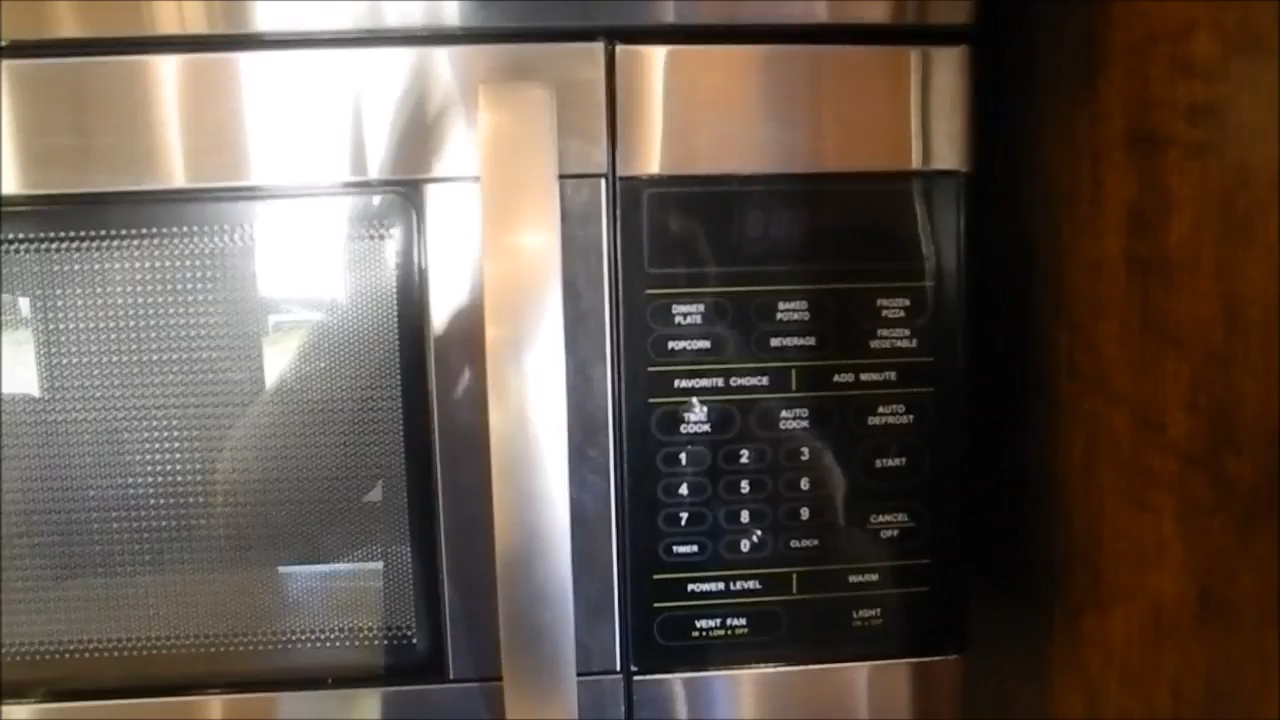 DINNER PLATE
BAKED POTATO
FROZEN PIZZA
POPCORN
BEVERAGE
FROZEN VEGETABLE
FAVORITE CHOICE
ADD MINUTE
TIME COOK
AUTO COOK
AUTO DEFROST
1 2 3
START
4 5 6
7 8 9
CANCEL
OFF
TIMER 0 CLOCK
POWER LEVEL
WARM
VENT FAN
LIGHT